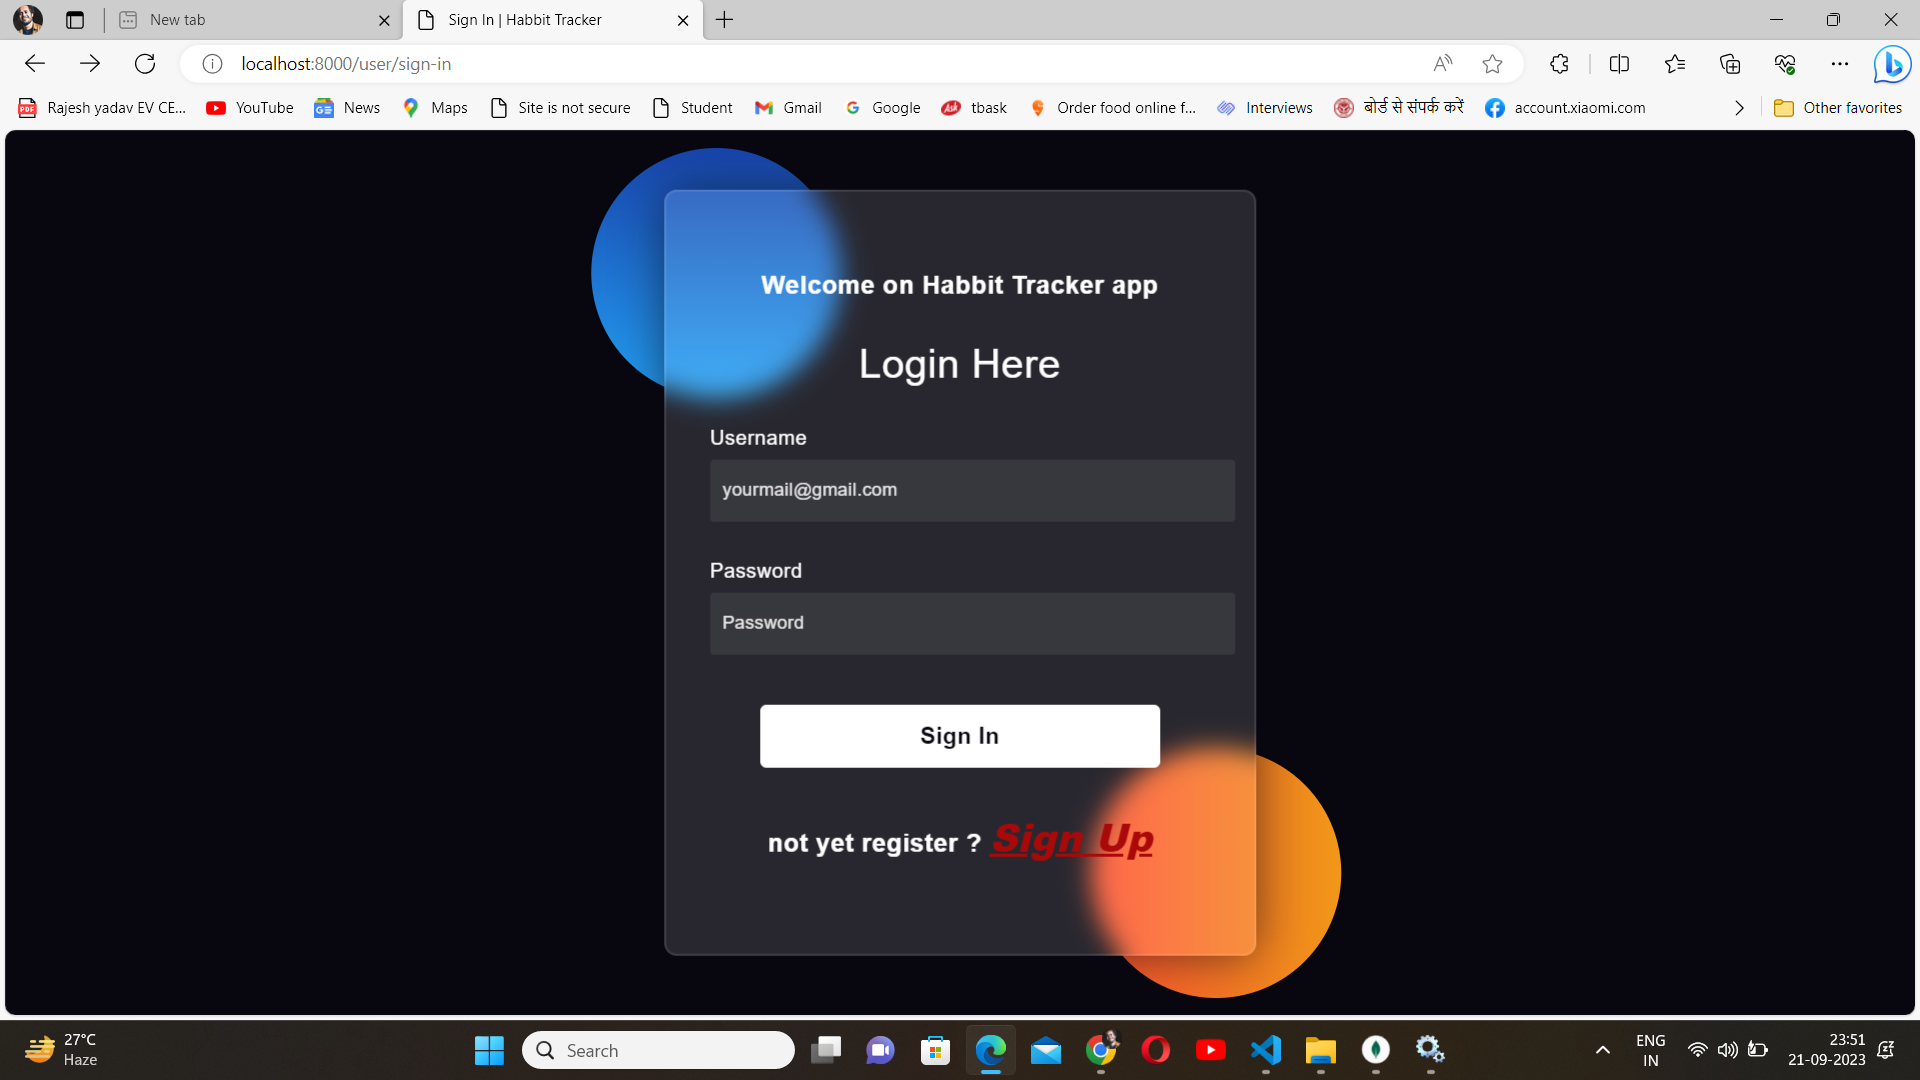 New tab
Sign In | Habbit Tracker
localhost:8000/user/sign-in
A
b
PDF
Rajesh yadav EV CE...
YouTube
News
Maps
Site is not secure
Student
Gmail
Google
Ask
tbask
Order food online f...
Interviews
बोर्ड से संपर्क करें
account.xiaomi.com
Other favorites
Welcome on Habbit Tracker app
Login Here
Username
yourmail@gmail.com
Password
Password
Sign In
not yet register ? Sign Up
27°C
Haze
Search
ENG
IN
23:51
21-09-2023